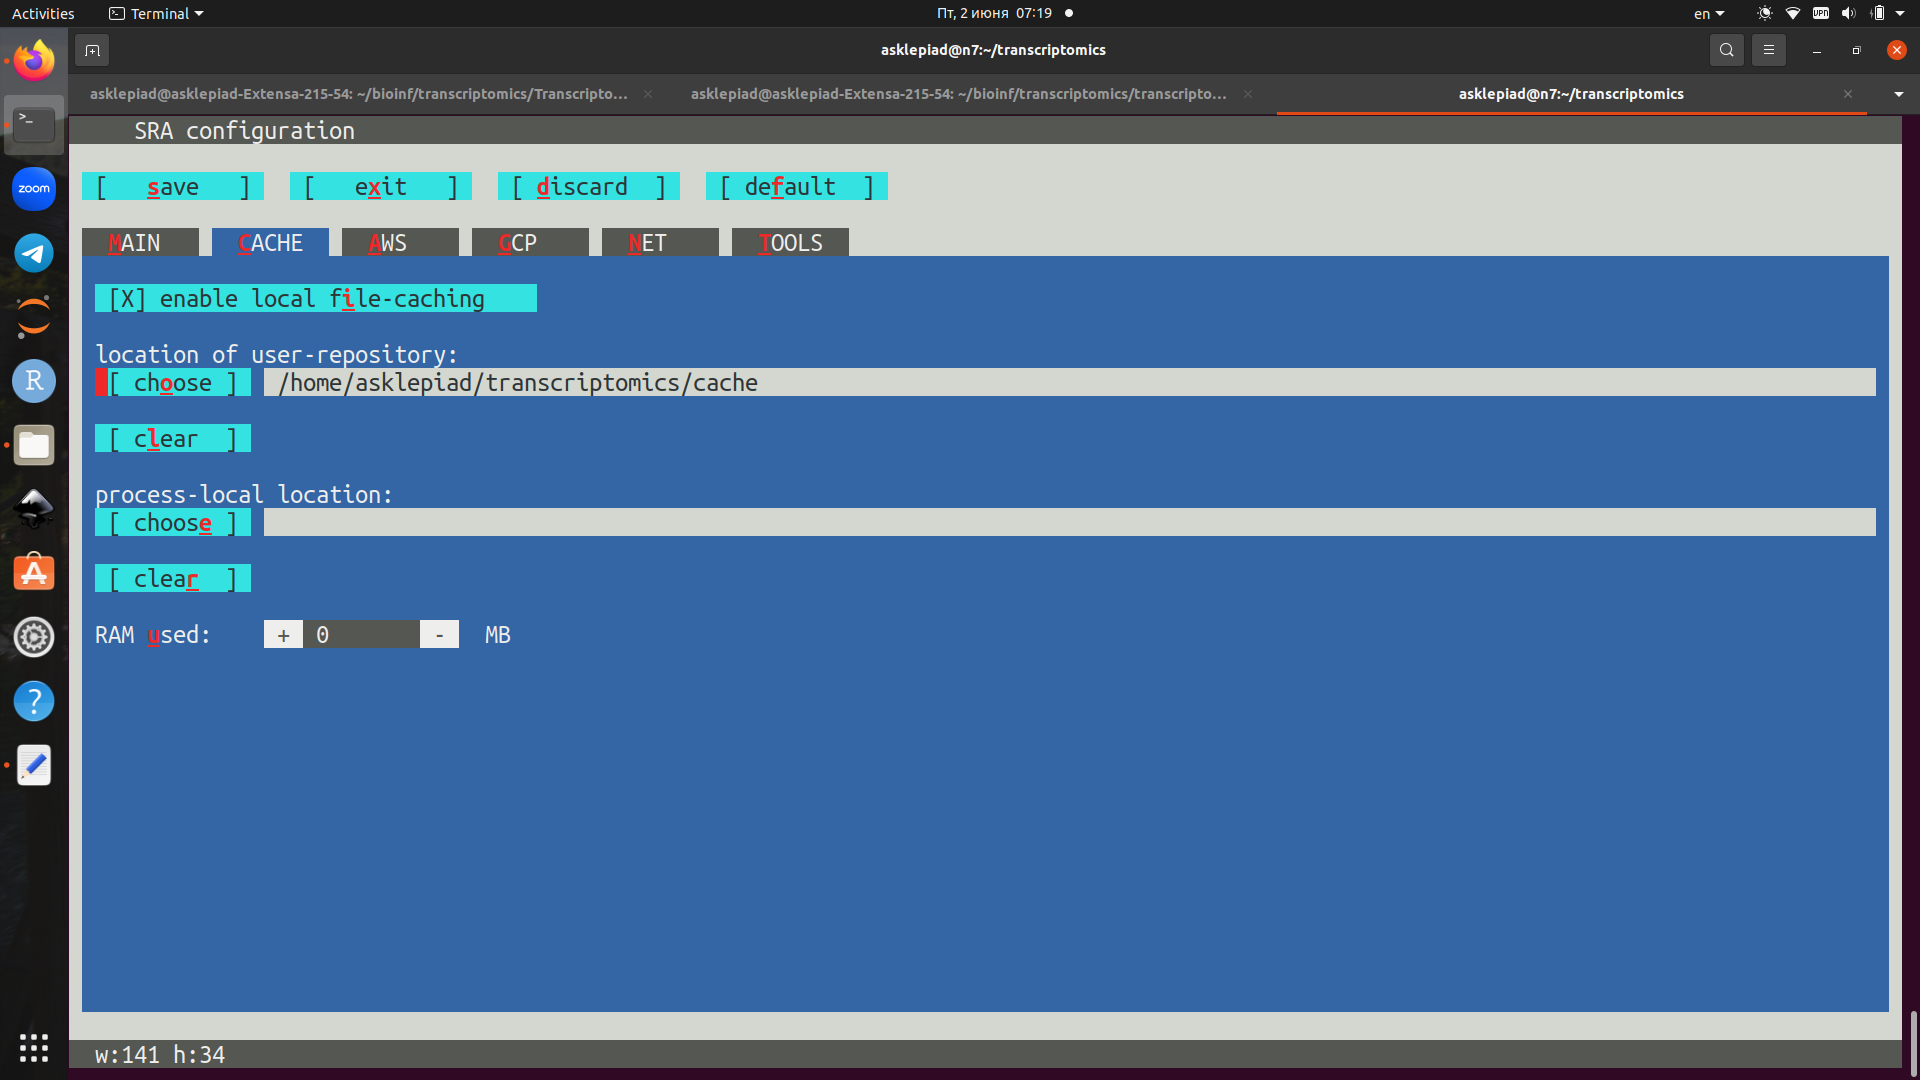 Activities Terminal Пт, 2 июня 07:19 en VPN
asklepiad@n7:~/transcriptomics
asklepiad@asklepiad-Extensa-215-54: ~/bioinf/transcriptomics/Transcripto... asklepiad@asklepiad-Extensa-215-54: ~/bioinf/transcriptomics/transcripto... asklepiad@n7:~/transcriptomics
SRA configuration
[ save ] [ exit ] [ discard ] [ default ]
MAIN CACHE AWS GCP NET TOOLS
[X] enable local file-caching
location of user-repository:
[ choose ] /home/asklepiad/transcriptomics/cache
[ clear ]
process-local location:
[ choose ]
[ clear ]
RAM used: + 0 - MB
w:141 h:34
zoom
R
?